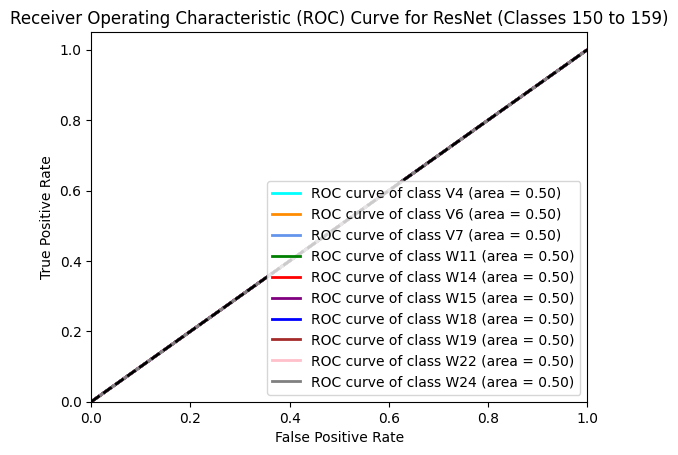 Receiver Operating Characteristic (ROC) Curve for ResNet (Classes 150 to 159)
True Positive Rate
1.0
0.8
0.6
0.4
0.2
0.0
ROC curve of class V4 (area = 0.50)
ROC curve of class V6 (area = 0.50)
ROC curve of class V7 (area = 0.50)
ROC curve of class W11 (area = 0.50)
ROC curve of class W14 (area = 0.50)
ROC curve of class W15 (area = 0.50)
ROC curve of class W18 (area = 0.50)
ROC curve of class W19 (area = 0.50)
ROC curve of class W22 (area = 0.50)
ROC curve of class W24 (area = 0.50)
0.0 0.2 0.4 0.6 0.8 1.0
False Positive Rate